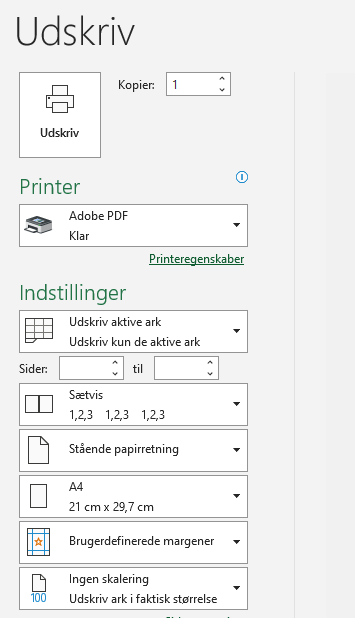 Udskriv
Kopier: 1
Udskriv
Printer
Adobe PDF
Klar
Printeregenskaber
Indstillinger
Udskriv aktive ark
Udskriv kun de aktive ark
Sider: til
Sætvis
1,2,3 1,2,3 1,2,3
Stående papirretning
A4
21 cm x 29,7 cm
Brugerdefinerede margener
Ingen skalering
100 Udskriv ark i faktisk størrelse